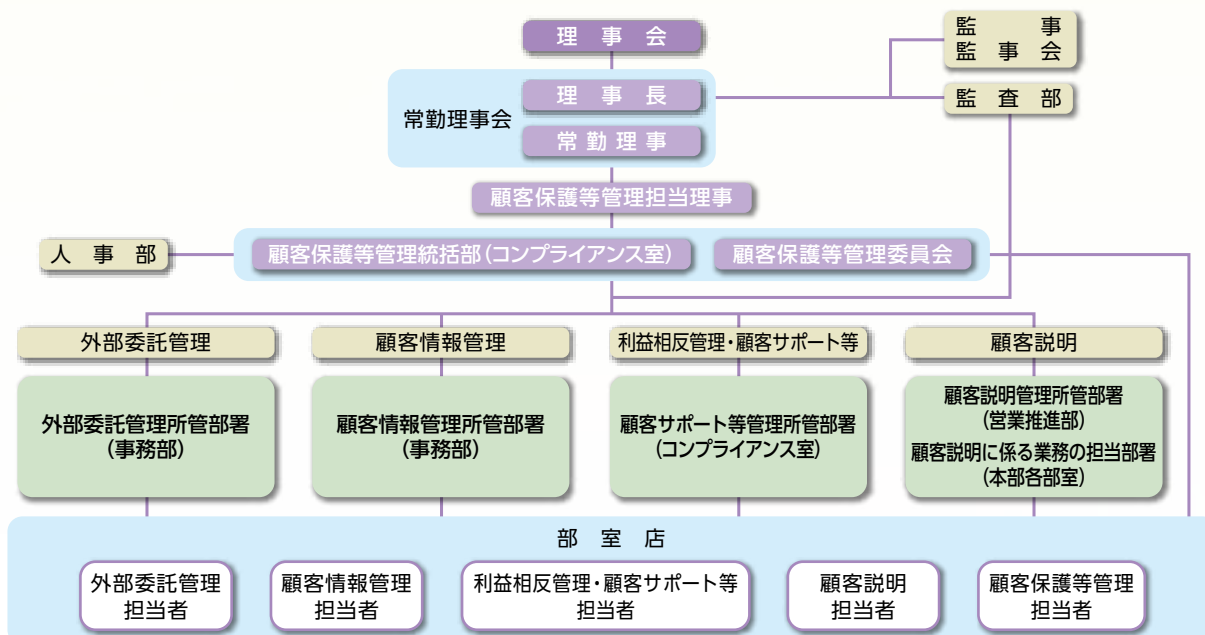 理事会
監事
監事会
常勤理事会
理事長
監査部
常勤理事
顧客保護等管理担当理事
人事部
顧客保護等管理統括部(コンプライアンス室)
顧客保護等管理委員会
外部委託管理
顧客情報管理
利益相反管理・顧客サポート等
顧客説明
外部委託管理所管部署
(事務部)
顧客情報管理所管部署
(事務部)
顧客サポート等管理所管部署
(コンプライアンス室)
顧客説明管理所管部署
(営業推進部)
顧客説明に係る業務の担当部署
(本部各部室)
部室店
外部委託管理
担当者
顧客情報管理
担当者
利益相反管理・顧客サポート等
担当者
顧客説明
担当者
顧客保護等管理
担当者